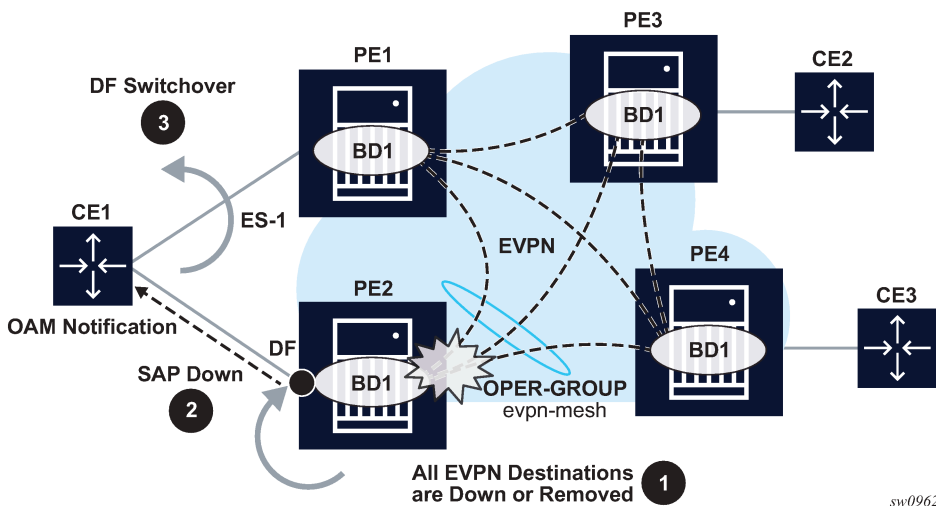 PE3
PE1
CE2
DF Switchover
3
BD1
BD1
CE1
ES-1
EVPN
PE4
PE2
CE3
OAM Notification
DF
SAP Down
2
BD1
BD1
OPER-GROUP
evpn-mesh
All EVPN Destinations
are Down or Removed
1
sw0962